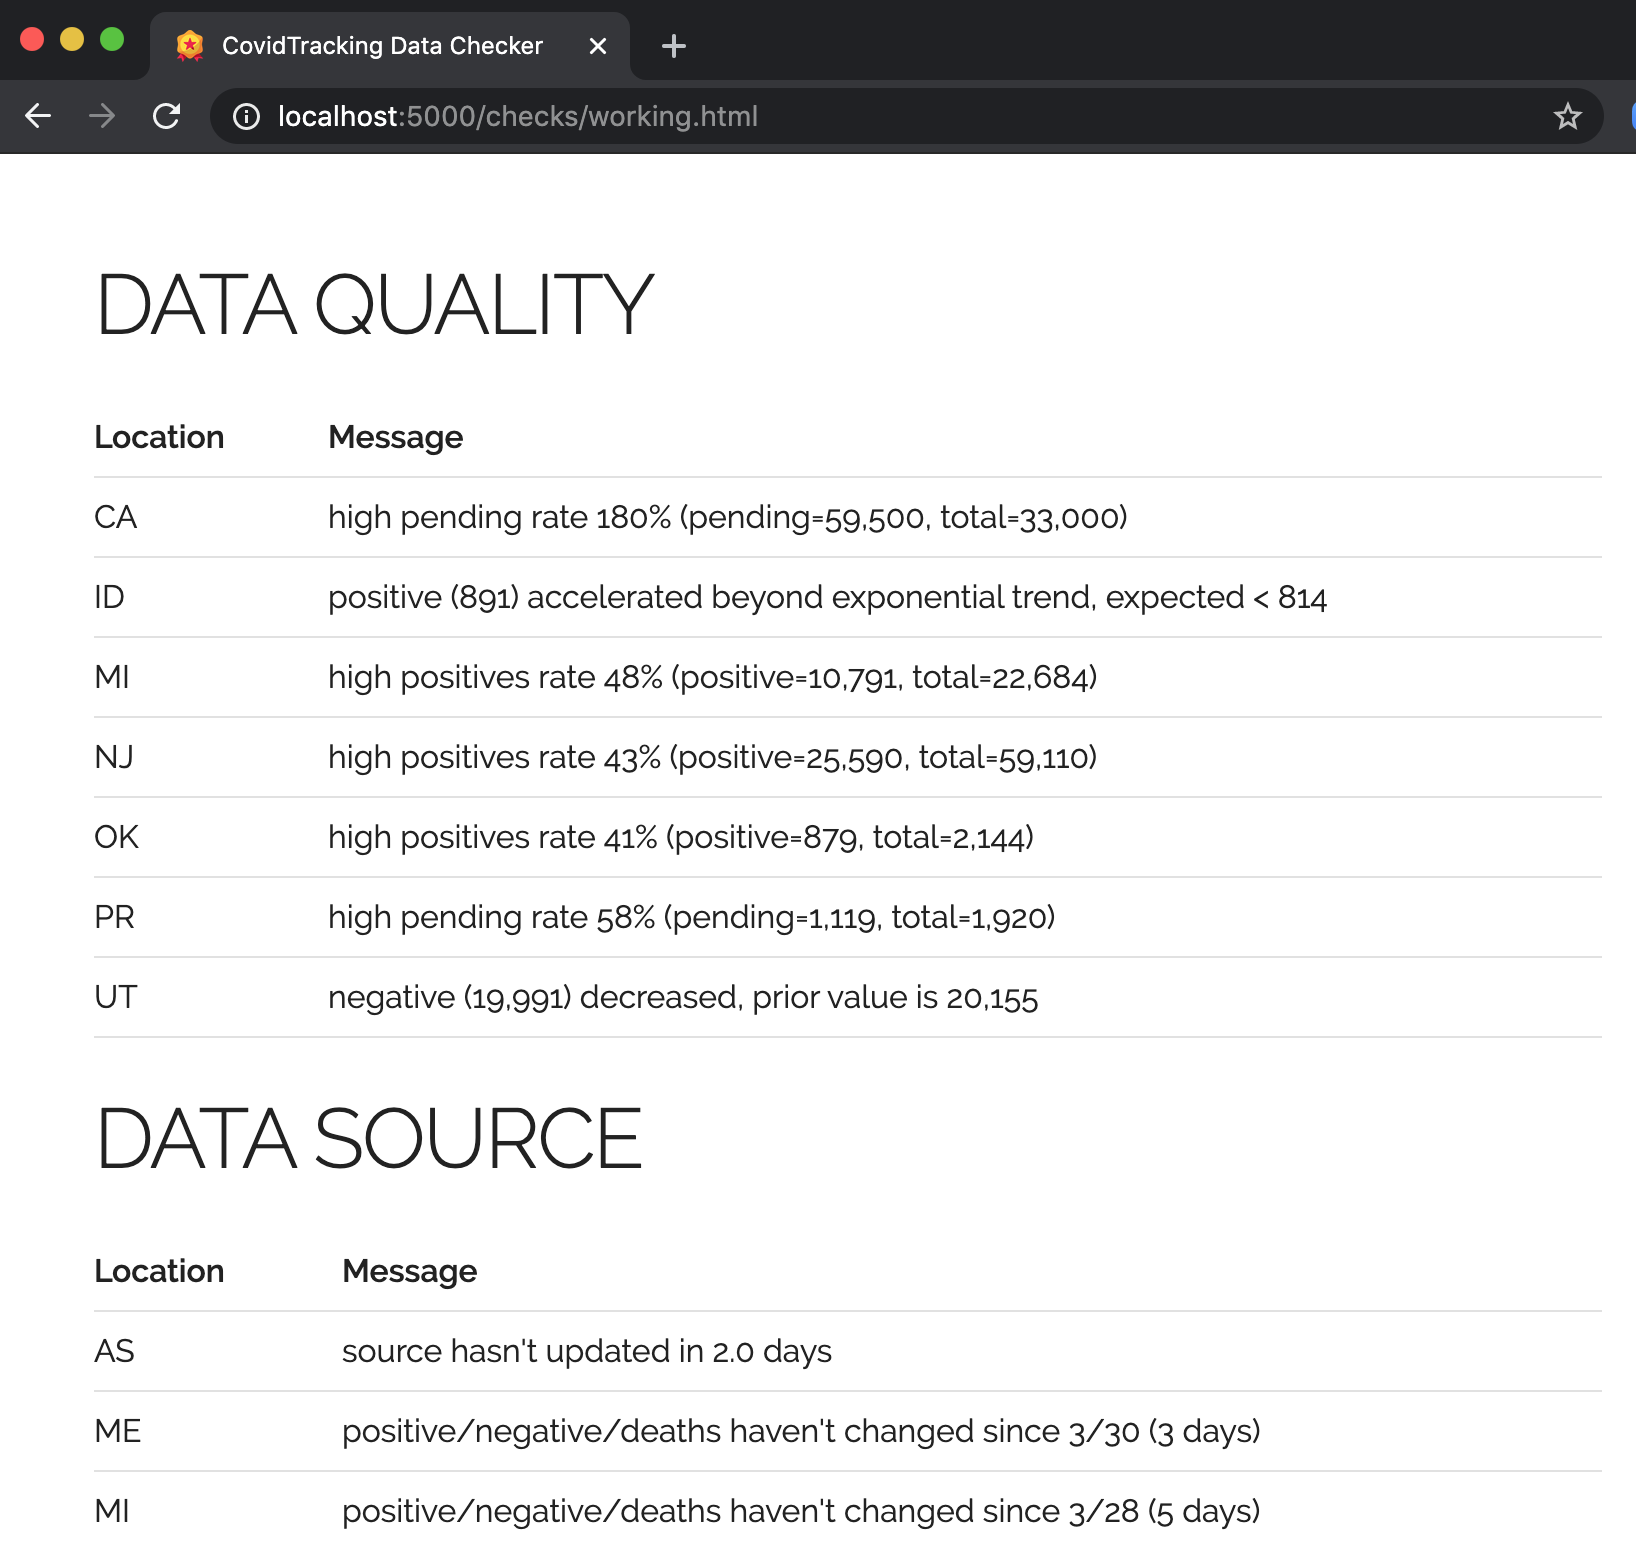 CovidTracking Data Checker
localhost:5000/checks/working.html
DATA QUALITY
Location Message
CA high pending rate 180% (pending=59,500, total=33,000)
ID positive (891) accelerated beyond exponential trend, expected < 814
MI high positives rate 48% (positive=10,791, total=22,684)
NJ high positives rate 43% (positive=25,590, total=59,110)
OK high positives rate 41% (positive=879, total=2,144)
PR high pending rate 58% (pending=1,119, total=1,920)
UT negative (19,991) decreased, prior value is 20,155
DATA SOURCE
Location Message
AS source hasn't updated in 2.0 days
ME positive/negative/deaths haven't changed since 3/30 (3 days)
MI positive/negative/deaths haven't changed since 3/28 (5 days)